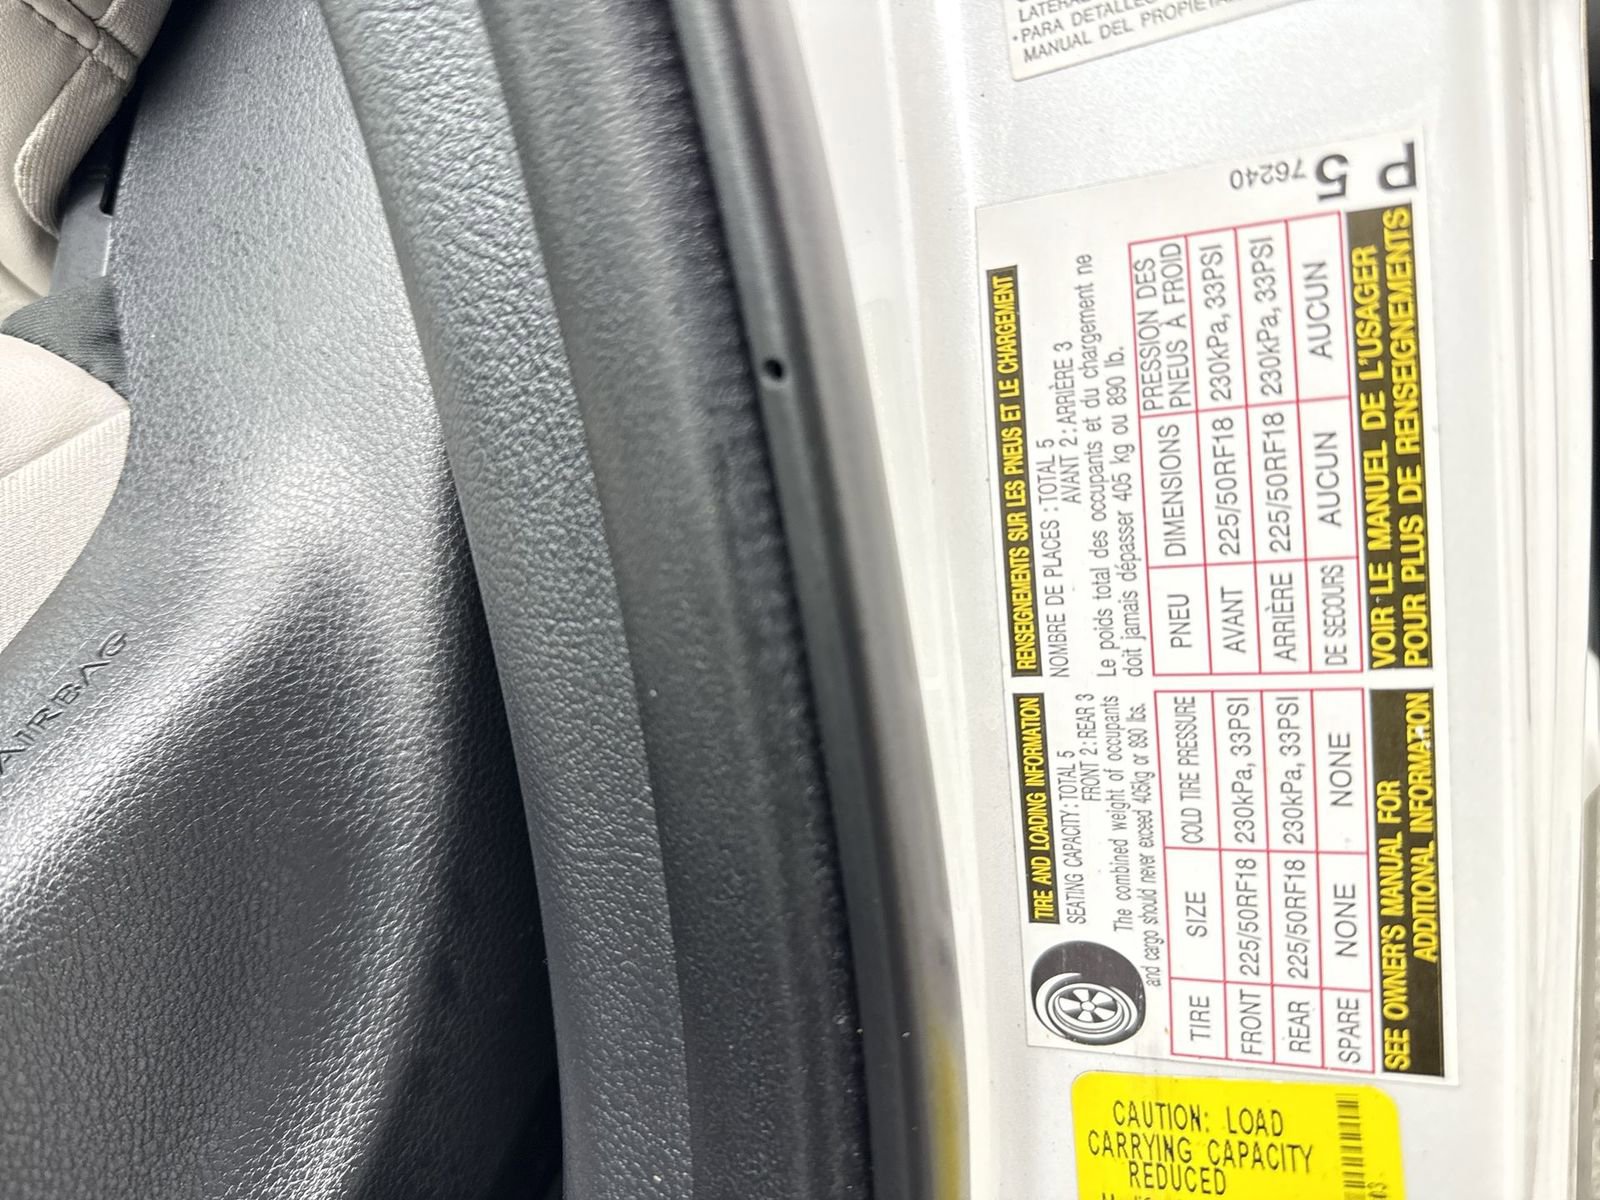 AIRBAG
•PARA DETALLES
MANUAL DEL
TIRE AND LOADING INFORMATION
SEATING CAPACITY : TOTAL 5
FRONT 2 : REAR 3
The combined weight of occupants
and cargo should never exceed 405kg or 890 lbs.
TIRE SIZE COLD TIRE PRESSURE
FRONT 225/50RF18 230kPa, 33PSI
REAR 225/50RF18 230kPa, 33PSI
SPARE NONE NONE
SEE OWNER'S MANUAL FOR
ADDITIONAL INFORMATION
RENSEIGNEMENTS SUR LES PNEUS ET LE CHARGEMENT
NOMBRE DE PLACES : TOTAL 5
AVANT 2 : ARRIÈRE 3
Le poids total des occupants et du chargement ne
doit jamais dépasser 405 kg ou 890 lb.
PNEU DIMENSIONS PRESSION DES
PNEUS À FROID
AVANT 225/50RF18 230kPa, 33PSI
ARRIÈRE 225/50RF18 230kPa, 33PSI
DE SECOURS AUCUN AUCUN
VOIR LE MANUEL DE L'USAGER
POUR PLUS DE RENSEIGNEMENTS
76240
5
P
CAUTION: LOAD
CARRYING CAPACITY
REDUCED